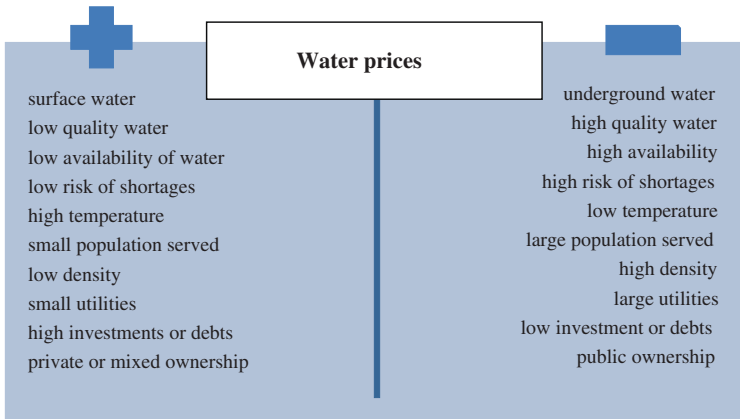 Water prices
surface water
low quality water
low availability of water
low risk of shortages
high temperature
small population served
low density
small utilities
high investments or debts
private or mixed ownership
underground water
high quality water
high availability
high risk of shortages
low temperature
large population served
high density
large utilities
low investment or debts
public ownership